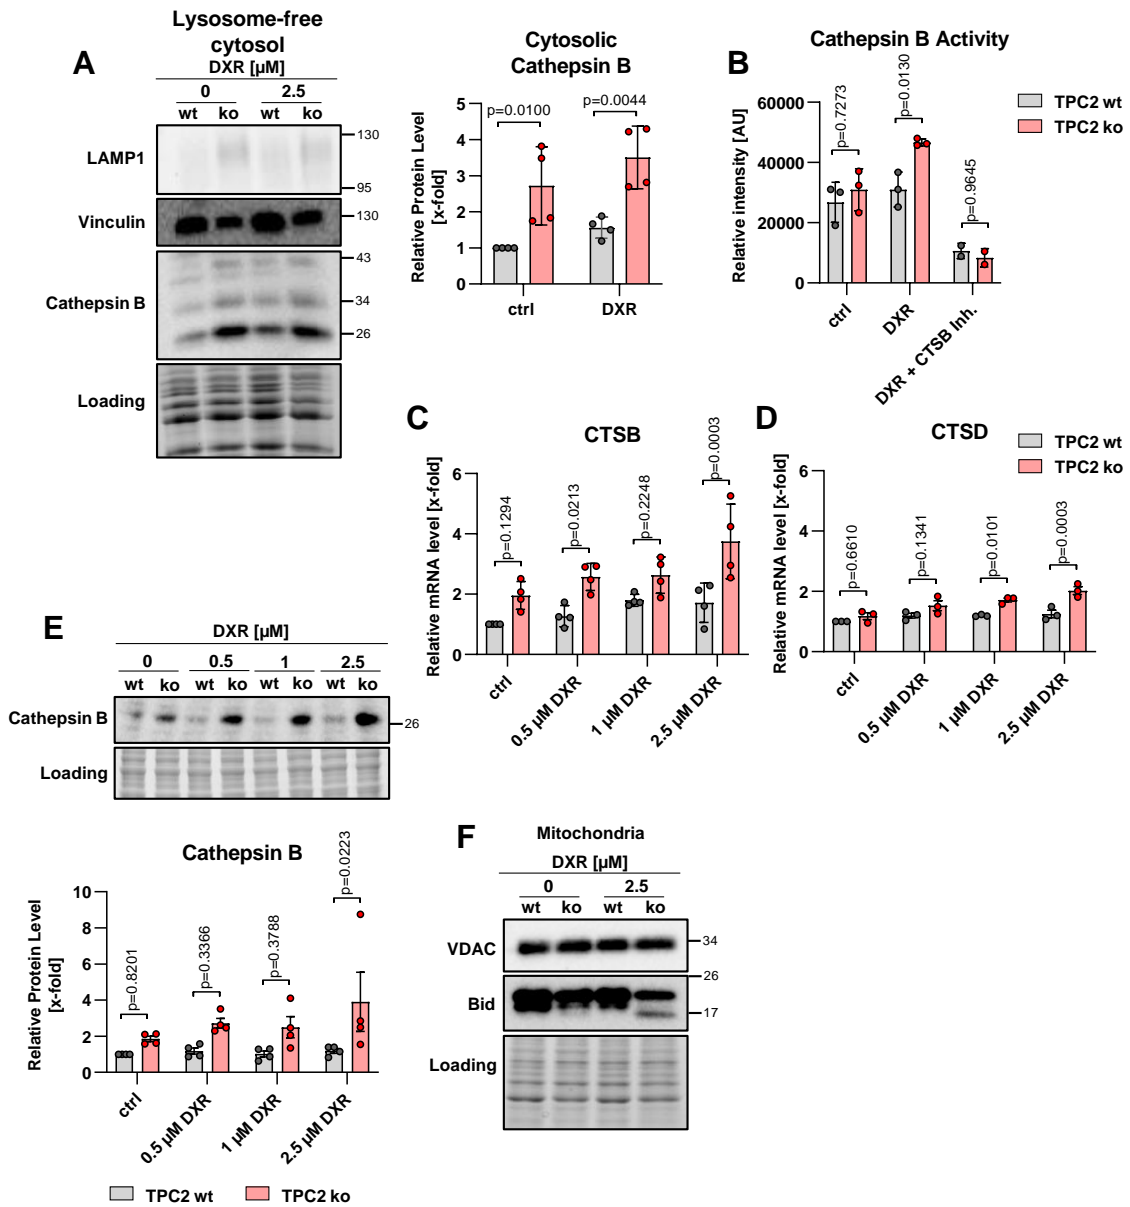 A
Lysosome-free
cytosol
DXR [µM]
0 2.5
wt ko wt ko
LAMP1
130
95
Vinculin
130
Cathepsin B
43
34
26
Loading
Cytosolic
Cathepsin B
Relative Protein Level
[x-fold]
5
4
3
2
1
0
p=0.0100
p=0.0044
ctrl DXR
B
Cathepsin B Activity
Relative intensity [AU]
60000
40000
20000
0
p=0.7273
p=0.0130
p=0.9645
ctrl
DXR
DXR + CTSB Inh.
TPC2 wt
TPC2 ko
C
CTSB
Relative mRNA level [x-fold]
6
4
2
0
p=0.1294
p=0.0213
p=0.2248
p=0.0003
ctrl
0.5 µM DXR
1 µM DXR
2.5 µM DXR
D
CTSD
Relative mRNA level [x-fold]
6
4
2
0
p=0.6610
p=0.1341
p=0.0101
p=0.0003
ctrl
0.5 µM DXR
1 µM DXR
2.5 µM DXR
TPC2 wt
TPC2 ko
E
DXR [µM]
0 0.5 1 2.5
wt ko wt ko wt ko wt ko
Cathepsin B
26
Loading
Cathepsin B
Relative Protein Level
[x-fold]
10
8
6
4
2
0
p=0.8201
p=0.3366
p=0.3788
p=0.0223
ctrl
0.5 µM DXR
1 µM DXR
2.5 µM DXR
TPC2 wt TPC2 ko
F
Mitochondria
DXR [µM]
0 2.5
wt ko wt ko
VDAC
34
Bid
26
17
Loading